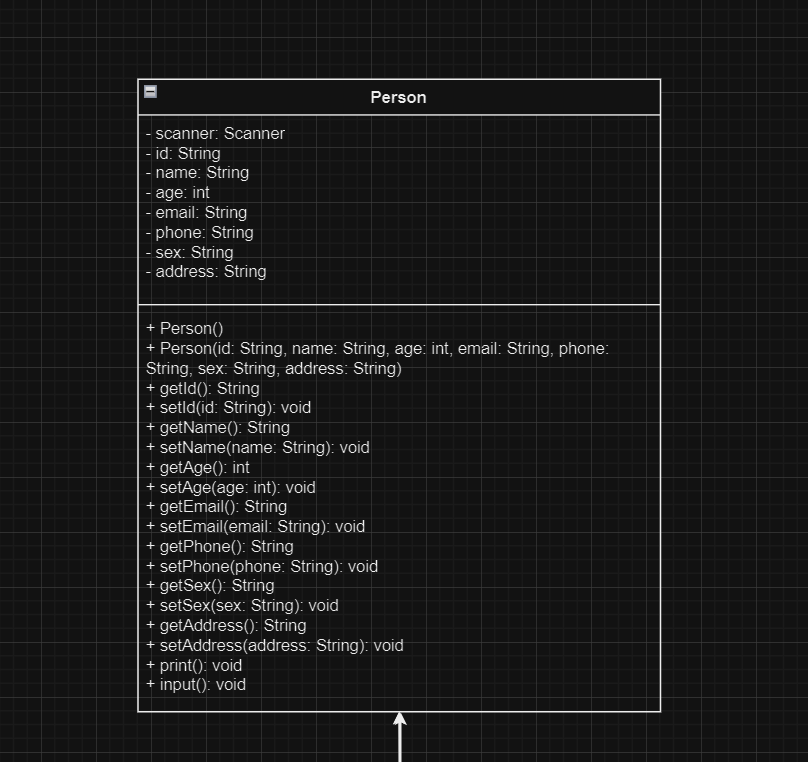 Person
- scanner: Scanner
- id: String
- name: String
- age: int
- email: String
- phone: String
- sex: String
- address: String
+ Person()
+ Person(id: String, name: String, age: int, email: String, phone:
String, sex: String, address: String)
+ getId(): String
+ setId(id: String): void
+ getName(): String
+ setName(name: String): void
+ getAge(): int
+ setAge(age: int): void
+ getEmail(): String
+ setEmail(email: String): void
+ getPhone(): String
+ setPhone(phone: String): void
+ getSex(): String
+ setSex(sex: String): void
+ getAddress(): String
+ setAddress(address: String): void
+ print(): void
+ input(): void